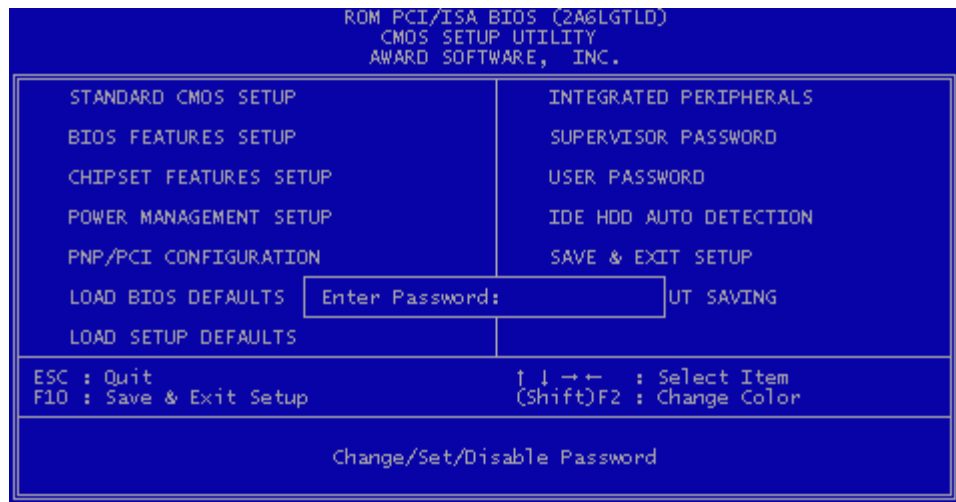 ROM PCI/ISA BIOS (2A6LGTLD)
CMOS SETUP UTILITY
AWARD SOFTWARE, INC.
STANDARD CMOS SETUP
BIOS FEATURES SETUP
CHIPSET FEATURES SETUP
POWER MANAGEMENT SETUP
PNP/PCI CONFIGURATION
LOAD BIOS DEFAULTS
LOAD SETUP DEFAULTS
INTEGRATED PERIPHERALS
SUPERVISOR PASSWORD
USER PASSWORD
IDE HDD AUTO DETECTION
SAVE & EXIT SETUP
UT SAVING
Enter Password:
ESC : Quit
F10 : Save & Exit Setup
↑ ↓ → ← : Select Item
(Shift)F2 : Change Color
Change/Set/Disable Password